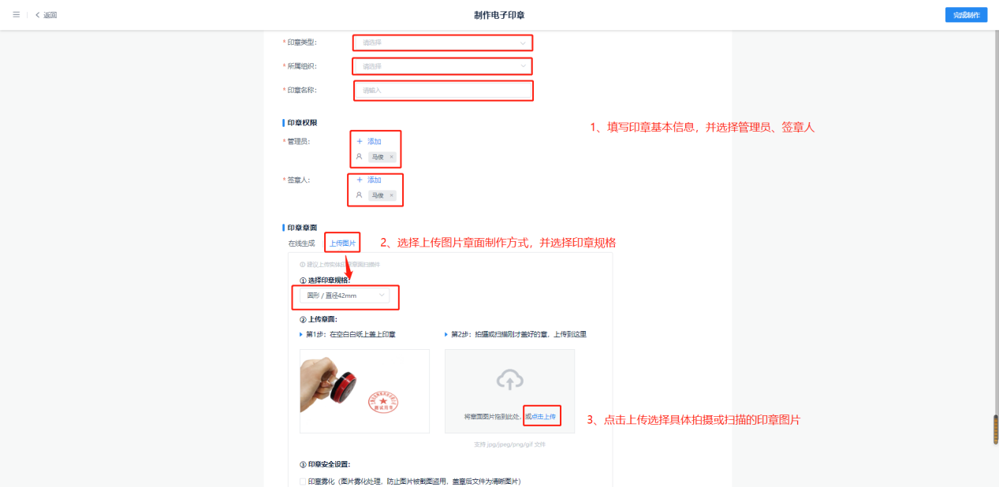 返回
制作电子印章
完成制作
* 印章类型: 请选择
* 所属组织: 请选择
* 印章名称: 请输入
印章权限
1、填写印章基本信息，并选择管理员、签章人
* 管理员: + 添加
马俊 ×
* 签章人: + 添加
马俊 ×
印章章面
在线生成 上传图片
2、选择上传图片章面制作方式，并选择印章规格
建议上传实体印章章面扫描件
① 选择印章规格:
圆形 / 直径42mm
② 上传章面:
第1步：在空白白纸上盖上印章
第2步：拍摄或扫描刚才盖好的章，上传到这里
测试用章
将章面图片拖到此处，或点击上传
3、点击上传选择具体拍摄或扫描的印章图片
支持 jpg/jpeg/png/gif 文件
③ 印章安全设置:
印章雾化（图片雾化处理，防止图片被截图盗用，盖章后文件为清晰图片）